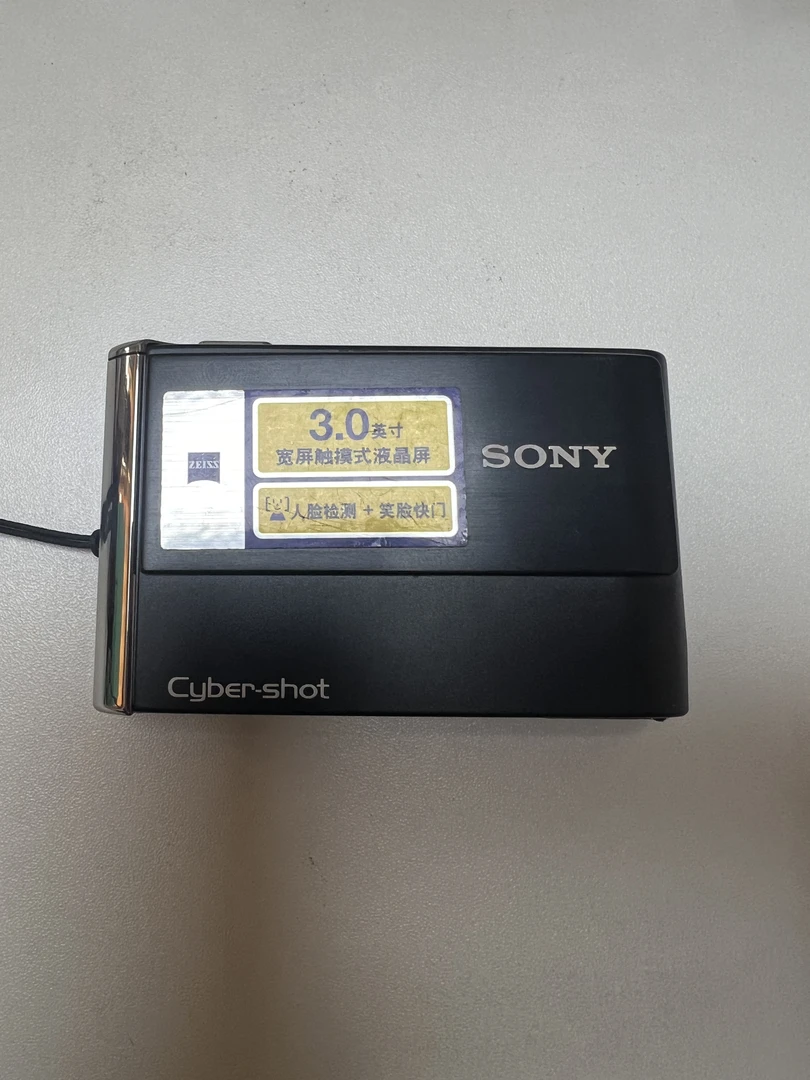 ZEISS
3.0英寸
宽屏触摸式液晶屏
人脸检测 + 笑脸快门
SONY
Cyber-shot